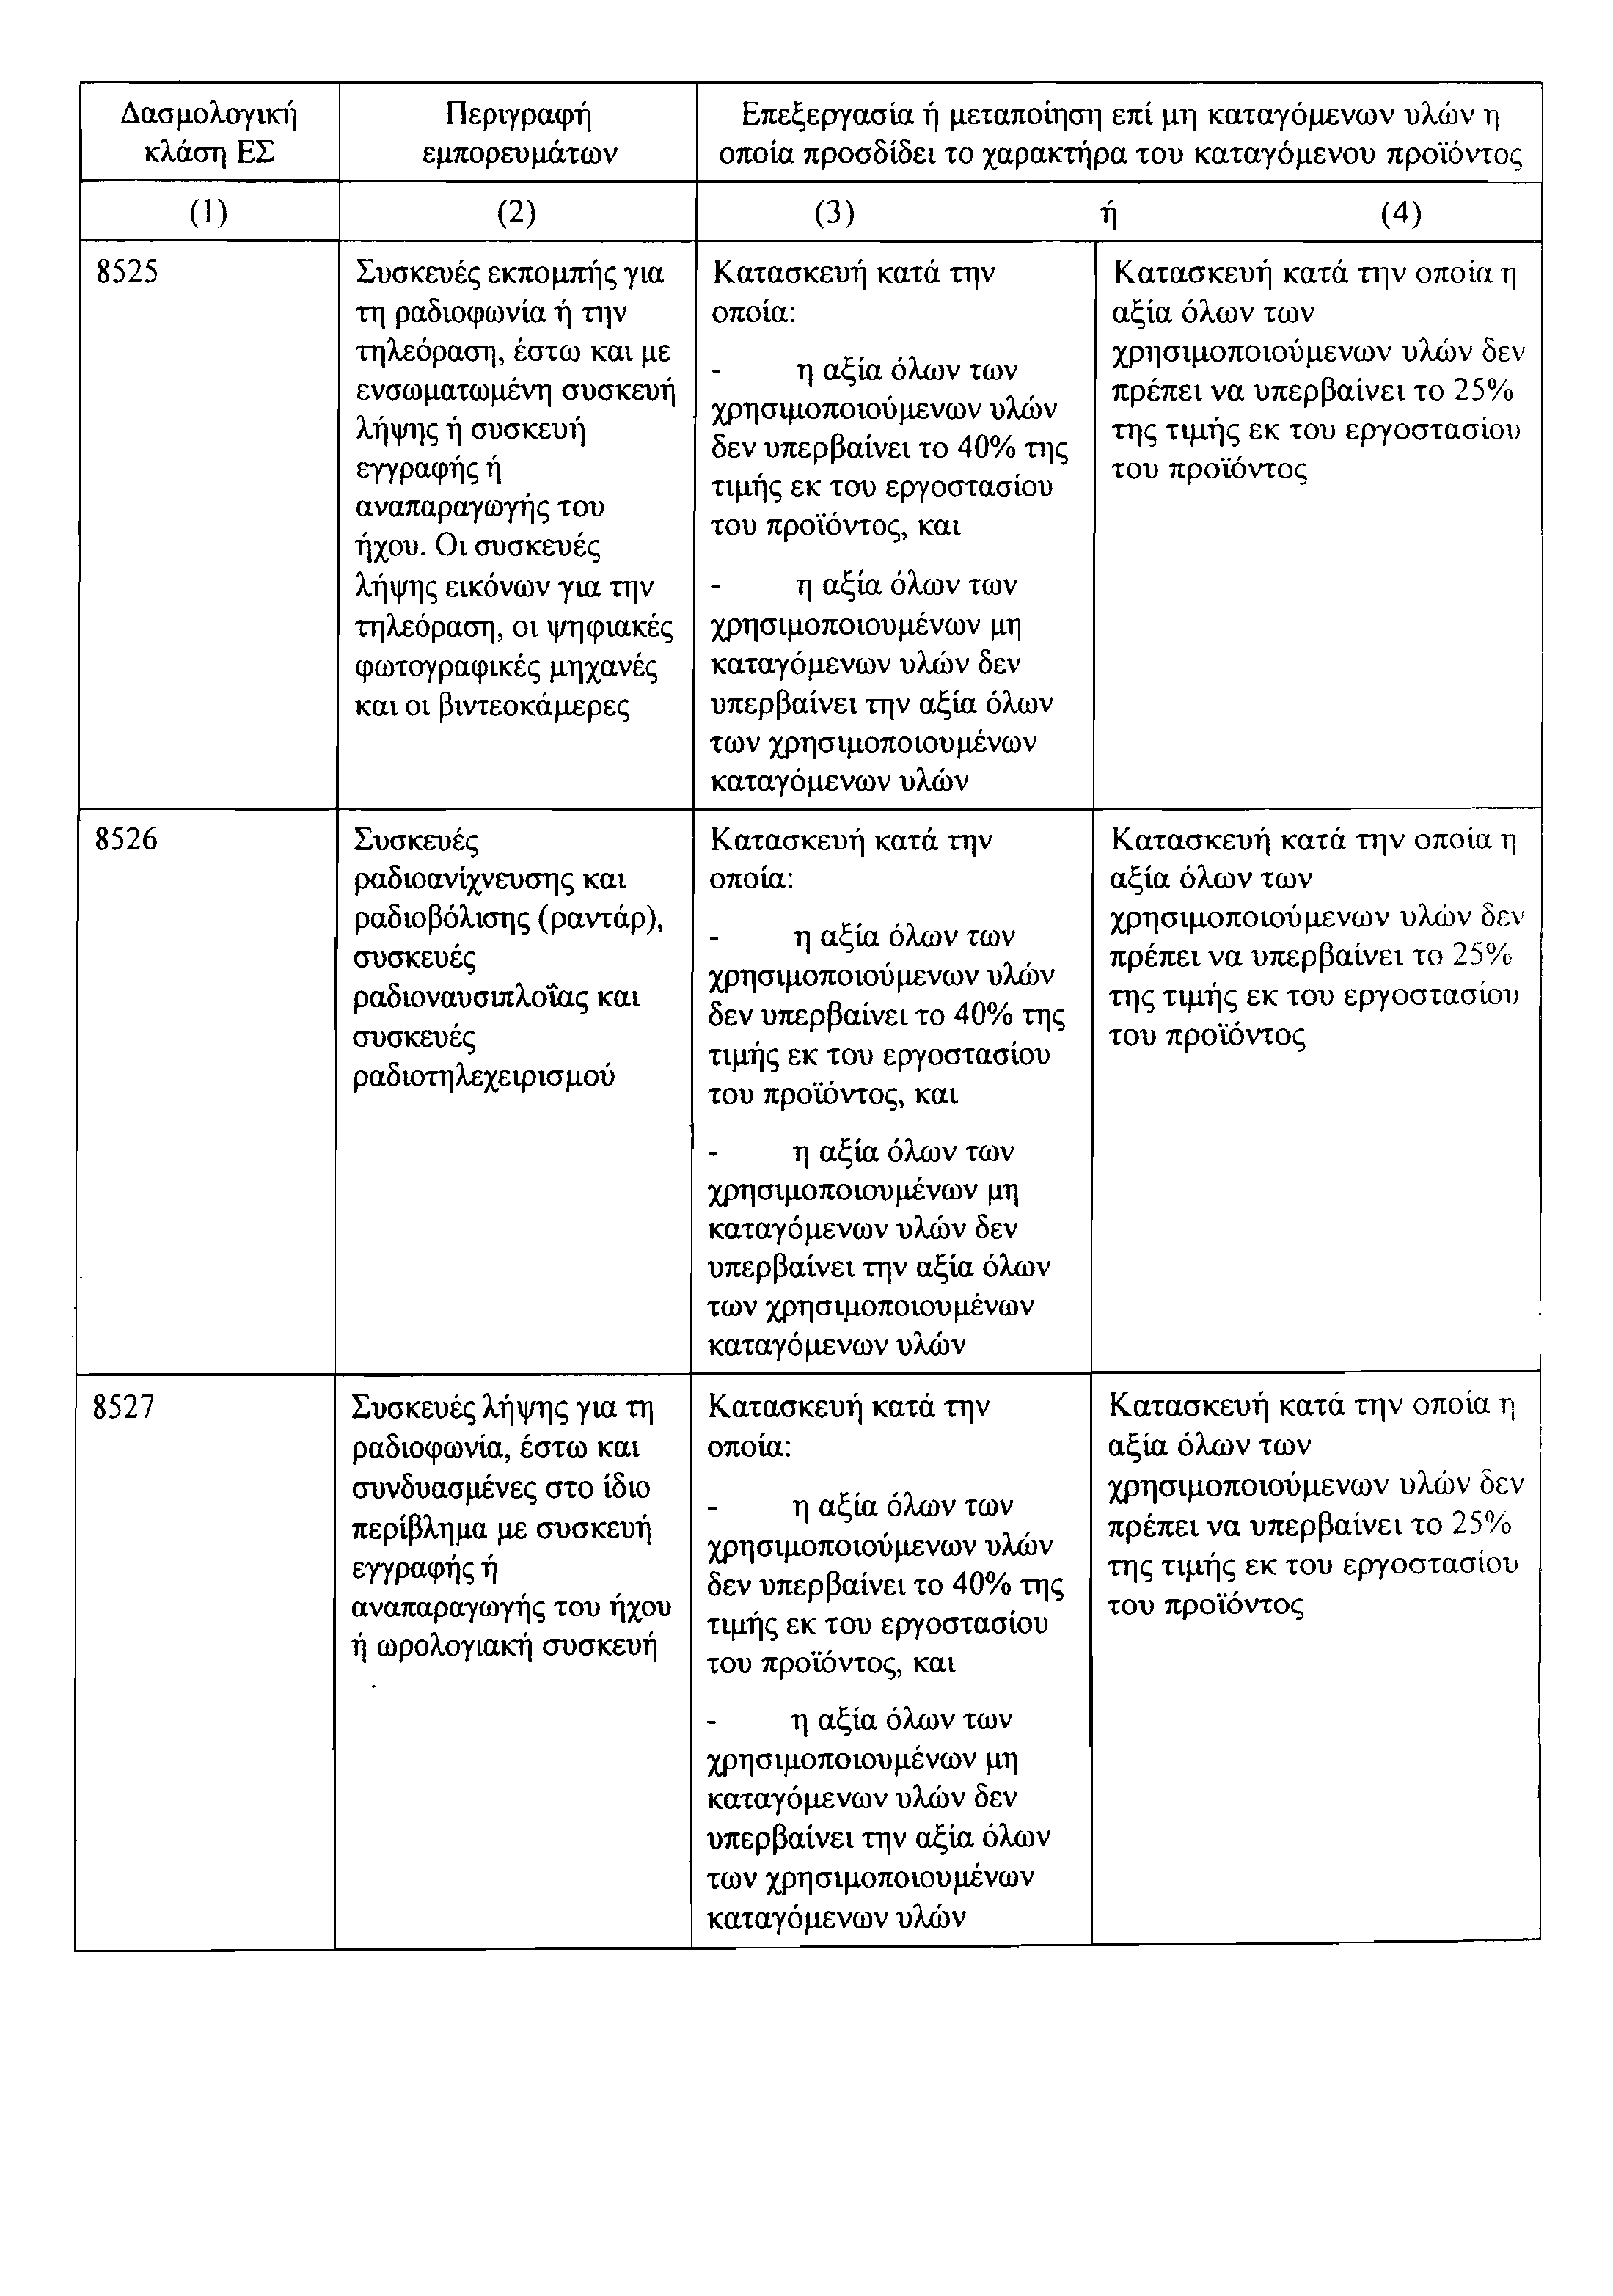 Δασμολογική
κλάση ΕΣ
Περιγραφή
εμπορευμάτων
Επεξεργασία ή μεταποίηση επί μη καταγόμενων υλών η
οποία προσδίδει το χαρακτήρα του καταγόμενου προϊόντος
(1)
(2)
(3) ή (4)
8525
Συσκευές εκπομπής για
τη ραδιοφωνία ή την
τηλεόραση, έστω και με
ενσωματωμένη συσκευή
λήψης ή συσκευή
εγγραφής ή
αναπαραγωγής του
ήχου. Οι συσκευές
λήψης εικόνων για την
τηλεόραση, οι ψηφιακές
φωτογραφικές μηχανές
και οι βιντεοκάμερες
Κατασκευή κατά την
οποία:
- η αξία όλων των
χρησιμοποιούμενων υλών
δεν υπερβαίνει το 40% της
τιμής εκ του εργοστασίου
του προϊόντος, και
- η αξία όλων των
χρησιμοποιουμένων μη
καταγόμενων υλών δεν
υπερβαίνει την αξία όλων
των χρησιμοποιουμένων
καταγόμενων υλών
Κατασκευή κατά την οποία η
αξία όλων των
χρησιμοποιούμενων υλών δεν
πρέπει να υπερβαίνει το 25%
της τιμής εκ του εργοστασίου
του προϊόντος
8526
Συσκευές
ραδιοανίχνευσης και
ραδιοβόλισης (ραντάρ),
συσκευές
ραδιοναυσιπλοΐας και
συσκευές
ραδιοτηλεχειρισμού
Κατασκευή κατά την
οποία:
- η αξία όλων των
χρησιμοποιούμενων υλών
δεν υπερβαίνει το 40% της
τιμής εκ του εργοστασίου
του προϊόντος, και
- η αξία όλων των
χρησιμοποιουμένων μη
καταγόμενων υλών δεν
υπερβαίνει την αξία όλων
των χρησιμοποιουμένων
καταγόμενων υλών
Κατασκευή κατά την οποία η
αξία όλων των
χρησιμοποιούμενων υλών δεν
πρέπει να υπερβαίνει το 25%
της τιμής εκ του εργοστασίου
του προϊόντος
8527
Συσκευές λήψης για τη
ραδιοφωνία, έστω και
συνδυασμένες στο ίδιο
περίβλημα με συσκευή
εγγραφής ή
αναπαραγωγής του ήχου
ή ωρολογιακή συσκευή
Κατασκευή κατά την
οποία:
- η αξία όλων των
χρησιμοποιούμενων υλών
δεν υπερβαίνει το 40% της
τιμής εκ του εργοστασίου
του προϊόντος, και
- η αξία όλων των
χρησιμοποιουμένων μη
καταγόμενων υλών δεν
υπερβαίνει την αξία όλων
των χρησιμοποιουμένων
καταγόμενων υλών
Κατασκευή κατά την οποία η
αξία όλων των
χρησιμοποιούμενων υλών δεν
πρέπει να υπερβαίνει το 25%
της τιμής εκ του εργοστασίου
του προϊόντος